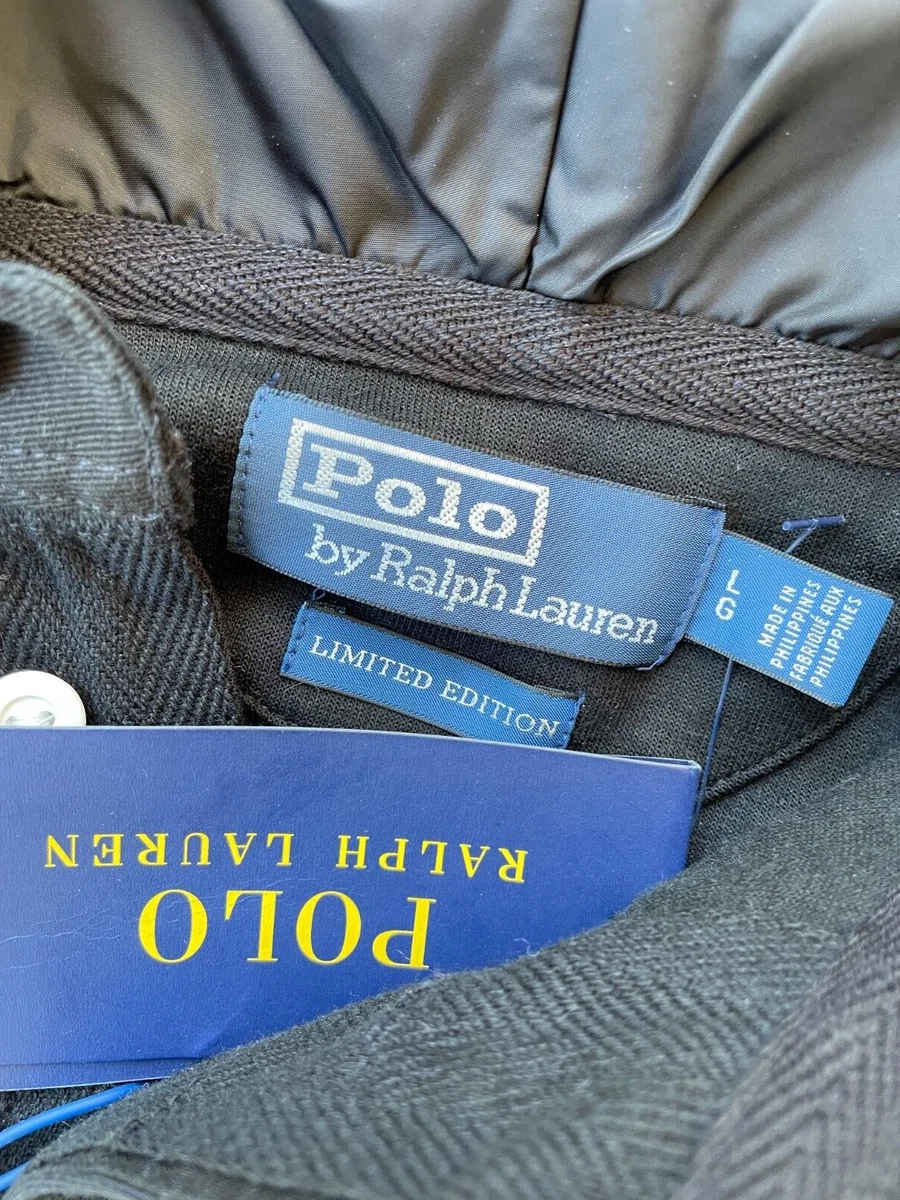 Polo
by Ralph Lauren
L
G
MADE IN
PHILIPPINES
FABRIQUÉ AUX
PHILIPPINES
LIMITED EDITION
POLO
RALPH LAUREN